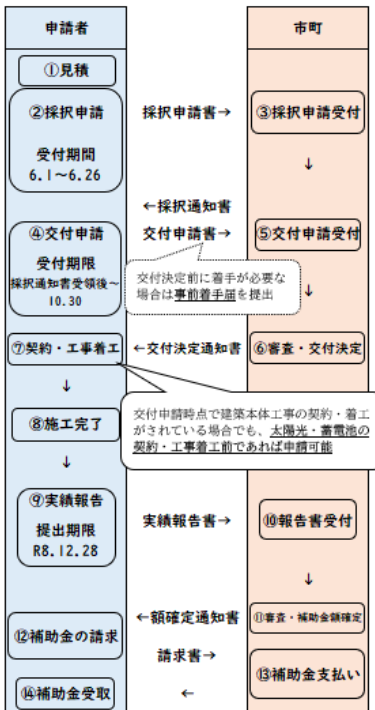 申請者
市町
①見積
②採択申請
採択申請書→
③採択申請受付
受付期間
6.1～6.26
↓
←採択通知書
④交付申請
交付申請書→
⑤交付申請受付
受付期限
採択通知書受領後～
10.30
交付決定前に着手が必要な
場合は事前着手届を提出
↓
⑦契約・工事着工
←交付決定通知書
⑥審査・交付決定
↓
交付申請時点で建築本体工事の契約・着工
がされている場合でも、太陽光・蓄電池の
契約・工事着工前であれば申請可能
⑧施工完了
↓
⑨実績報告
提出期限
R8.12.28
実績報告書→
⑩報告書受付
↓
←額確定通知書
⑪審査・補助金額確定
⑫補助金の請求
請求書→
⑬補助金支払い
⑭補助金受取
←